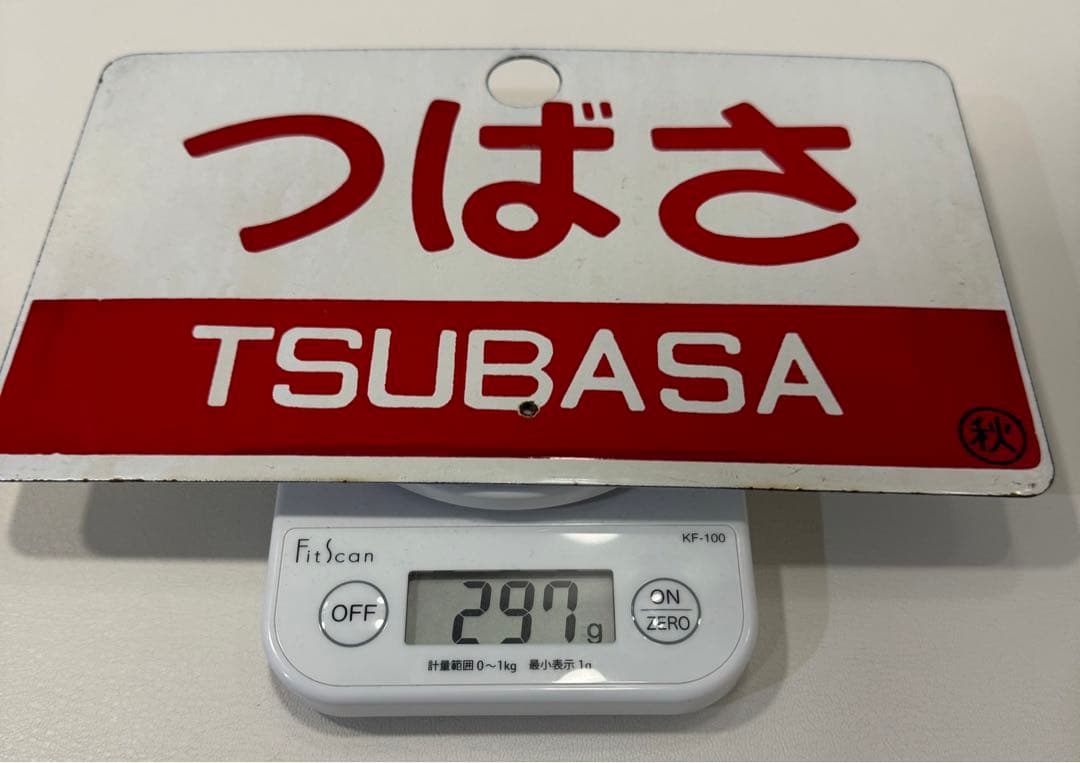 つばさ
TSUBASA
秋
FitScan
KF-100
OFF
297g
ON
ZERO
計量範囲 0～1kg 最小表示 1g